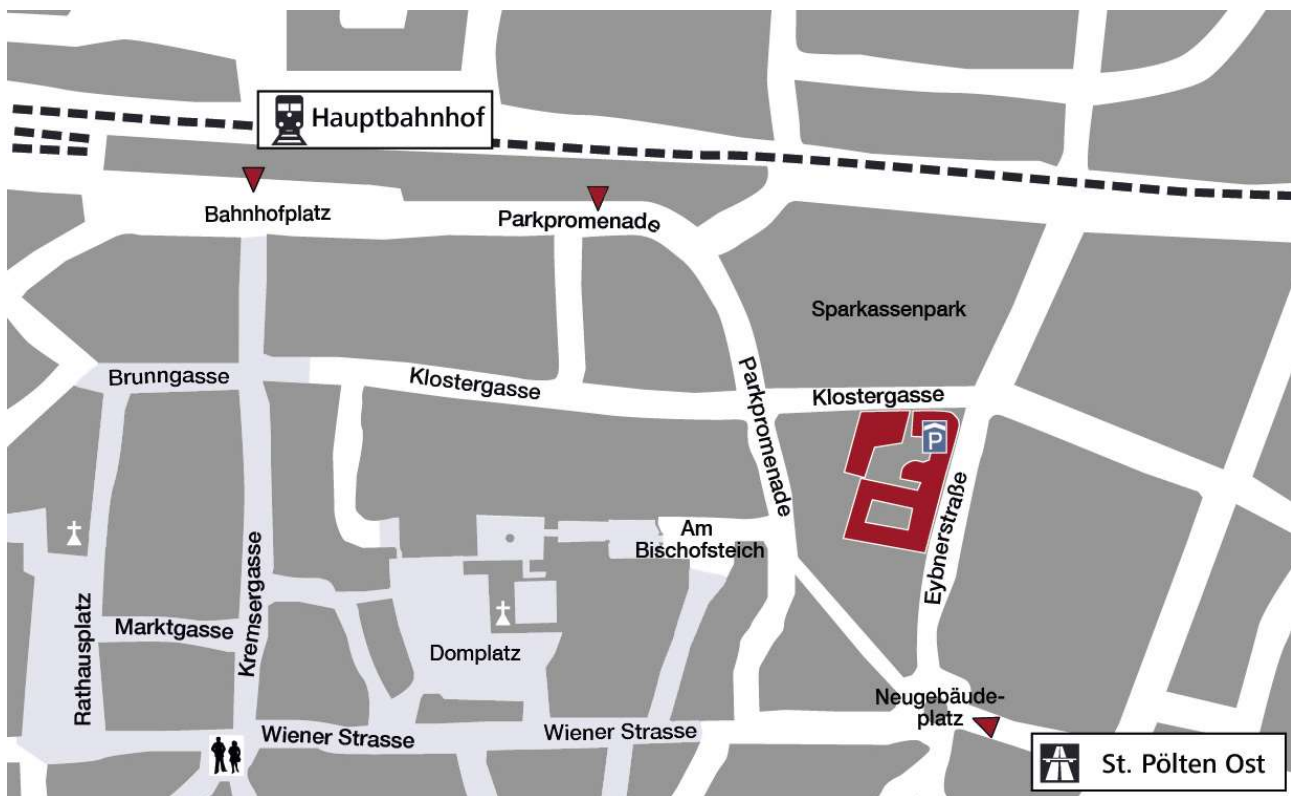 Hauptbahnhof
Bahnhofplatz
Parkpromenade
Sparkassenpark
Brunngasse
Klostergasse
Parkpromenade
Klostergasse
P
Am
Bischofsteich
Eybnerstraße
Kremsergasse
Marktgasse
Rathausplatz
Domplatz
Neugebäude-
platz
Wiener Strasse
Wiener Strasse
St. Pölten Ost